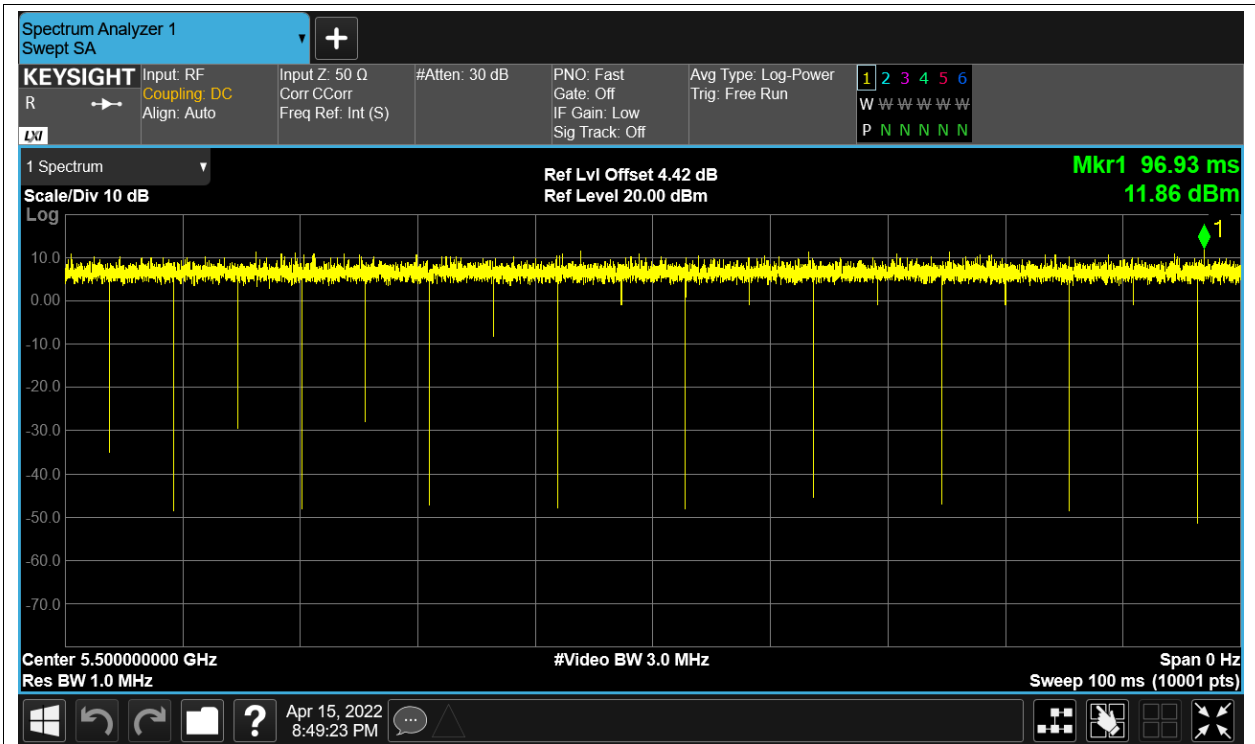 Spectrum Analyzer 1
Swept SA
KEYSIGHT
R
LXI
Input: RF
Coupling: DC
Align: Auto
Input Z: 50 Ω
Corr CCorr
Freq Ref: Int (S)
#Atten: 30 dB
PNO: Fast
Gate: Off
IF Gain: Low
Sig Track: Off
Avg Type: Log-Power
Trig: Free Run
1 2 3 4 5 6
W W W W W W
P N N N N N
1 Spectrum
Scale/Div 10 dB
Ref Lvl Offset 4.42 dB
Ref Level 20.00 dBm
Mkr1 96.93 ms
11.86 dBm
Log
1
10.0
0.00
-10.0
-20.0
-30.0
-40.0
-50.0
-60.0
-70.0
Center 5.500000000 GHz
Res BW 1.0 MHz
#Video BW 3.0 MHz
Span 0 Hz
Sweep 100 ms (10001 pts)
?
Apr 15, 2022
8:49:23 PM